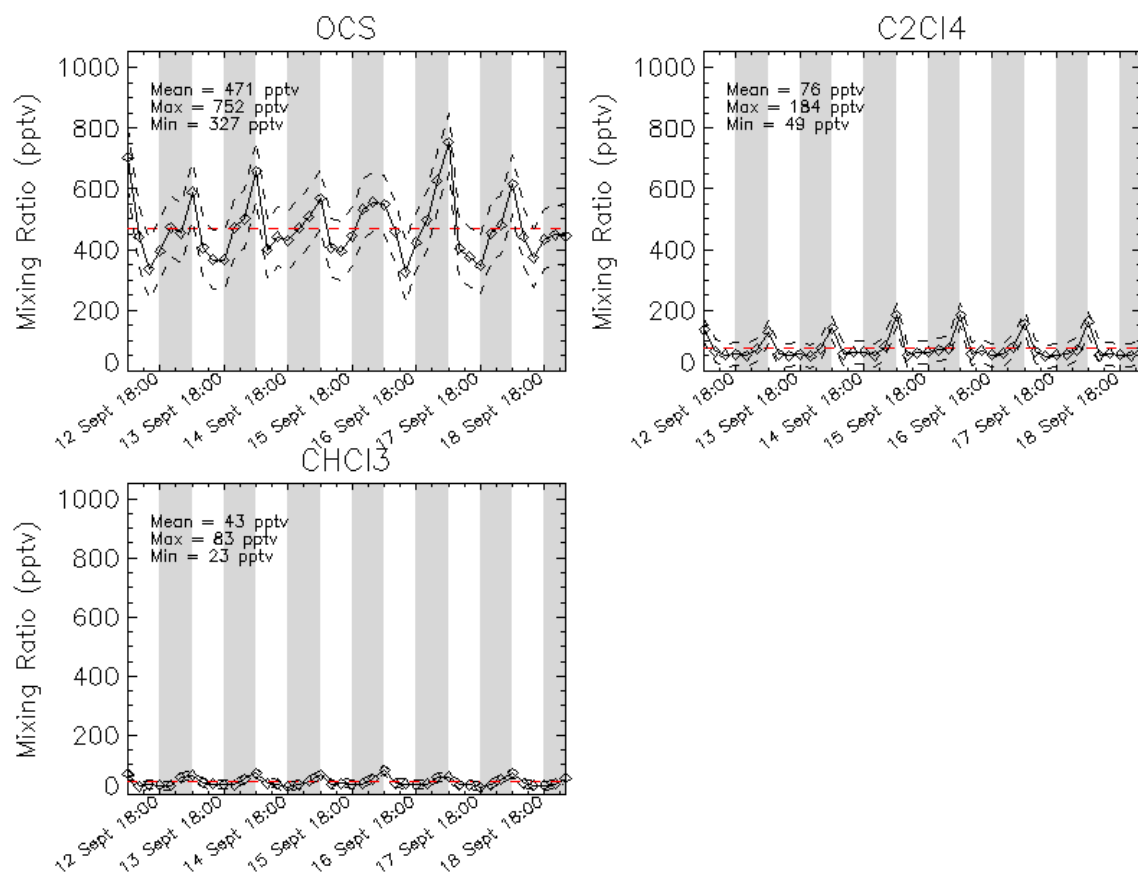 OCS
Mixing Ratio (pptv)
1000
800
600
400
200
0
Mean = 471 pptv
Max = 752 pptv
Min = 327 pptv
12 Sept 18:00
13 Sept 18:00
14 Sept 18:00
15 Sept 18:00
16 Sept 18:00
17 Sept 18:00
18 Sept 18:00
C2Cl4
Mixing Ratio (pptv)
1000
800
600
400
200
0
Mean = 76 pptv
Max = 184 pptv
Min = 49 pptv
12 Sept 18:00
13 Sept 18:00
14 Sept 18:00
15 Sept 18:00
16 Sept 18:00
17 Sept 18:00
18 Sept 18:00
CHCl3
Mixing Ratio (pptv)
1000
800
600
400
200
0
Mean = 43 pptv
Max = 83 pptv
Min = 23 pptv
12 Sept 18:00
13 Sept 18:00
14 Sept 18:00
15 Sept 18:00
16 Sept 18:00
17 Sept 18:00
18 Sept 18:00